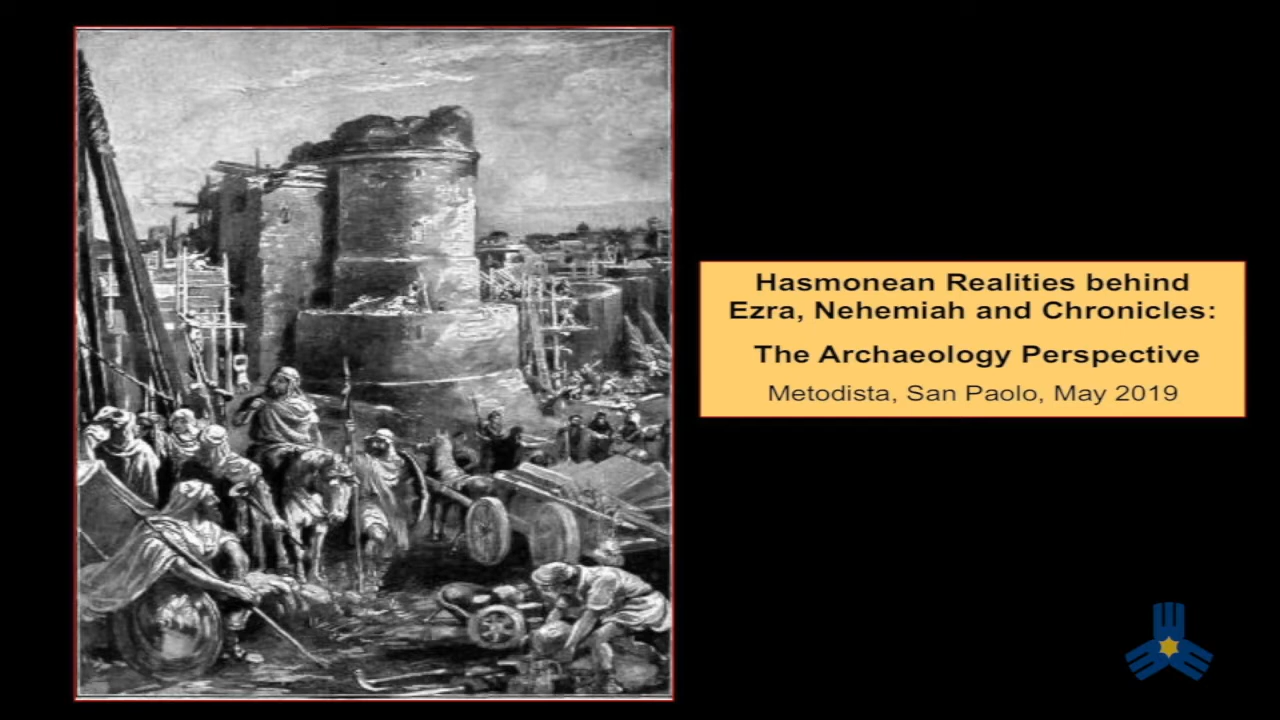 Hasmonean Realities behind
Ezra, Nehemiah and Chronicles:
The Archaeology Perspective
Metodista, San Paolo, May 2019